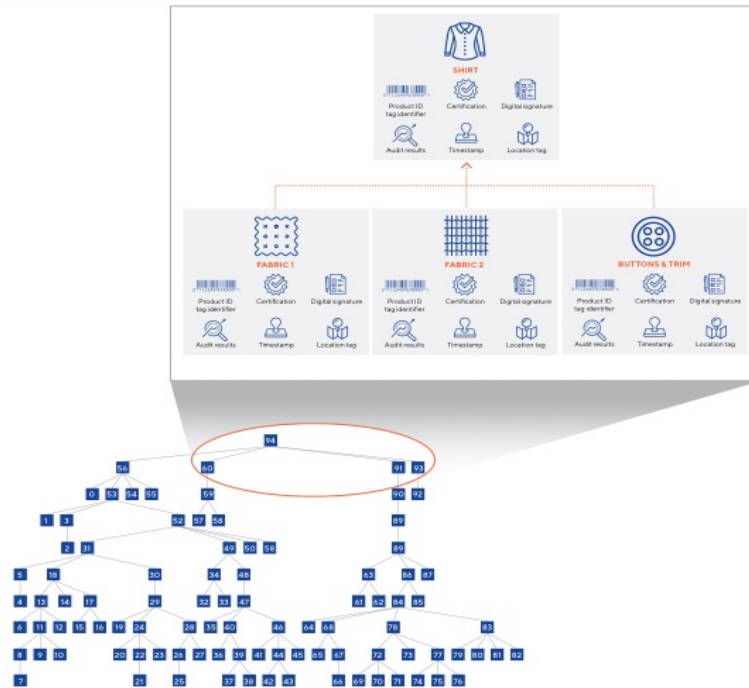 SHIRT
Product ID
tag identifier
Certification
Digital signature
Audit results
Timestamp
Location tag
FABRIC 1
Product ID
tag identifier
Certification
Digital signature
Audit results
Timestamp
Location tag
FABRIC 2
Product ID
tag identifier
Certification
Digital signature
Audit results
Timestamp
Location tag
BUTTONS & TRIM
Product ID
tag identifier
Certification
Digital signature
Audit results
Timestamp
Location tag
94
56 60 91 93
0 53 54 55 59 90 92
1 3 52 57 58 89
2 31 49 50 58 89
5 18 30 34 48 63 86 87
4 13 14 17 29 32 33 47 61 62 84 85
6 11 12 15 16 19 24 28 35 40 46 64 68 78 83
8 9 10 20 22 23 26 27 36 39 41 44 45 65 67 72 73 77 79 80 81 82
7 21 25 37 38 42 43 66 69 70 71 74 75 76